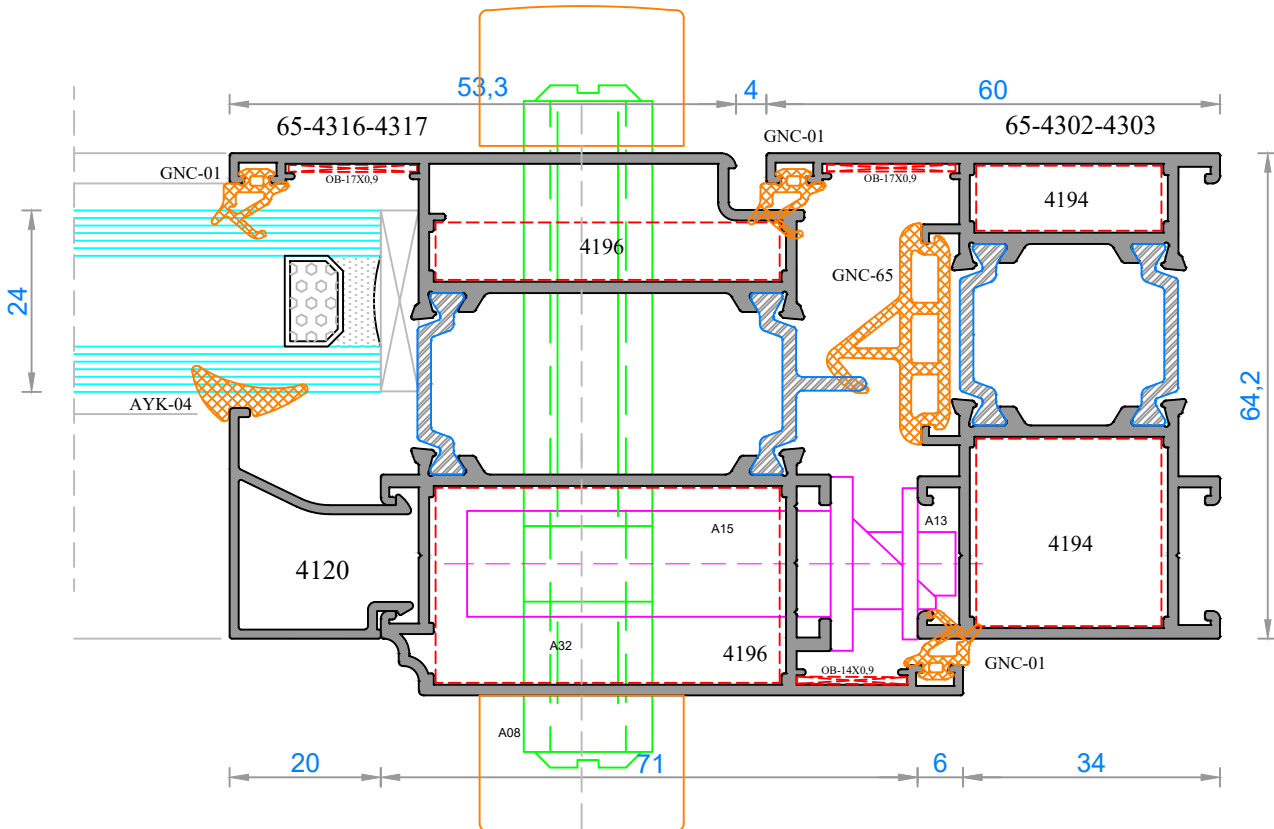 53,3
4
60
65-4316-4317
65-4302-4303
GNC-01
GNC-01
OB-17X0,9
OB-17X0,9
4194
4196
GNC-65
24
64,2
AYK-04
A15
A13
4194
4120
A32
4196
OB-14X0,9
GNC-01
A08
20
71
6
34